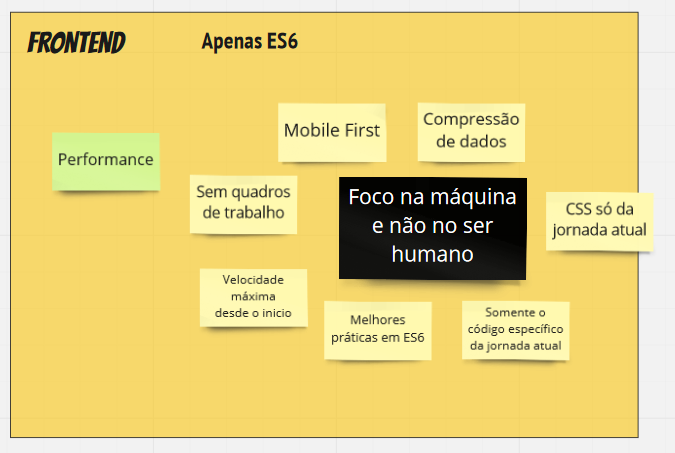 FRONTEND
Apenas ES6
Mobile First
Compressão
de dados
Performance
Sem quadros
de trabalho
Foco na máquina
e não no ser
humano
CSS só da
jornada atual
Velocidade
máxima
desde o inicio
Melhores
práticas em ES6
Somente o
código específico
da jornada atual